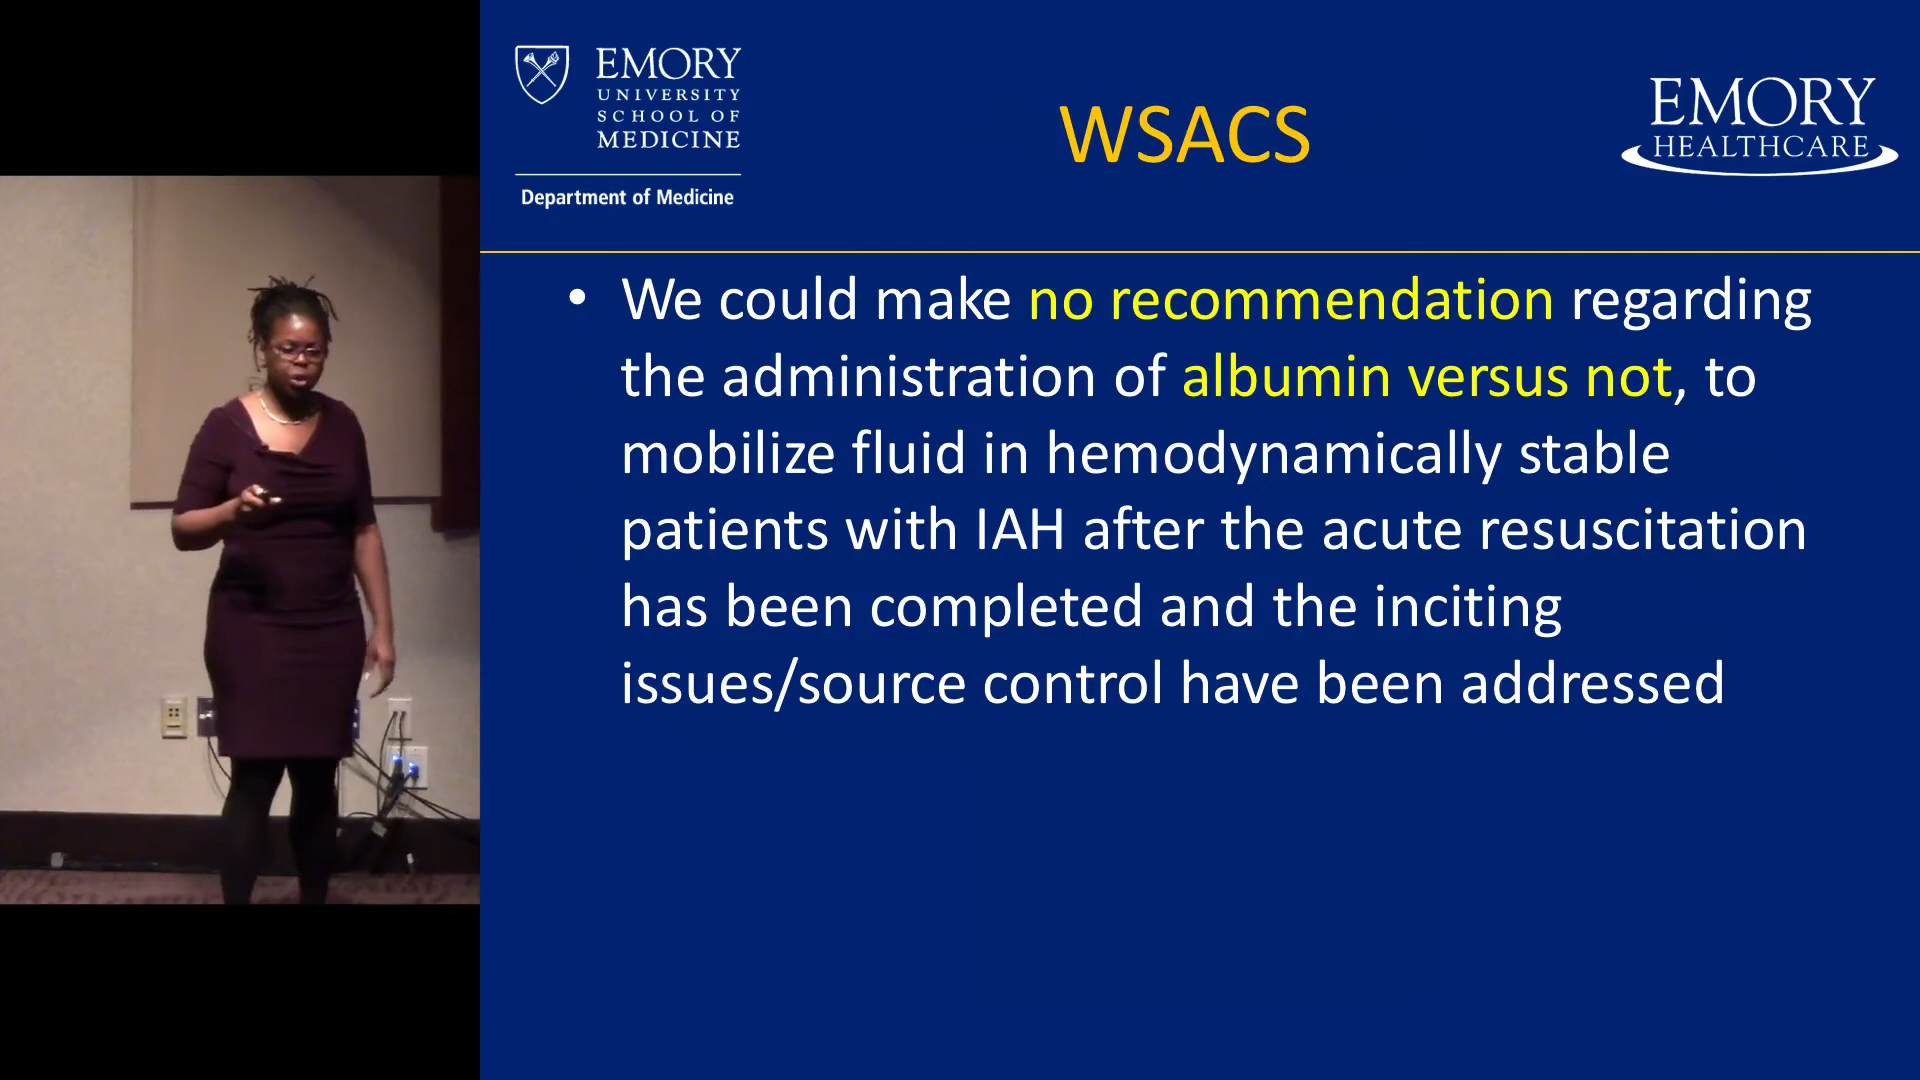 EMORY
UNIVERSITY
SCHOOL OF
MEDICINE
Department of Medicine
WSACS
EMORY
HEALTHCARE
• We could make no recommendation regarding
the administration of albumin versus not, to
mobilize fluid in hemodynamically stable
patients with IAH after the acute resuscitation
has been completed and the inciting
issues/source control have been addressed